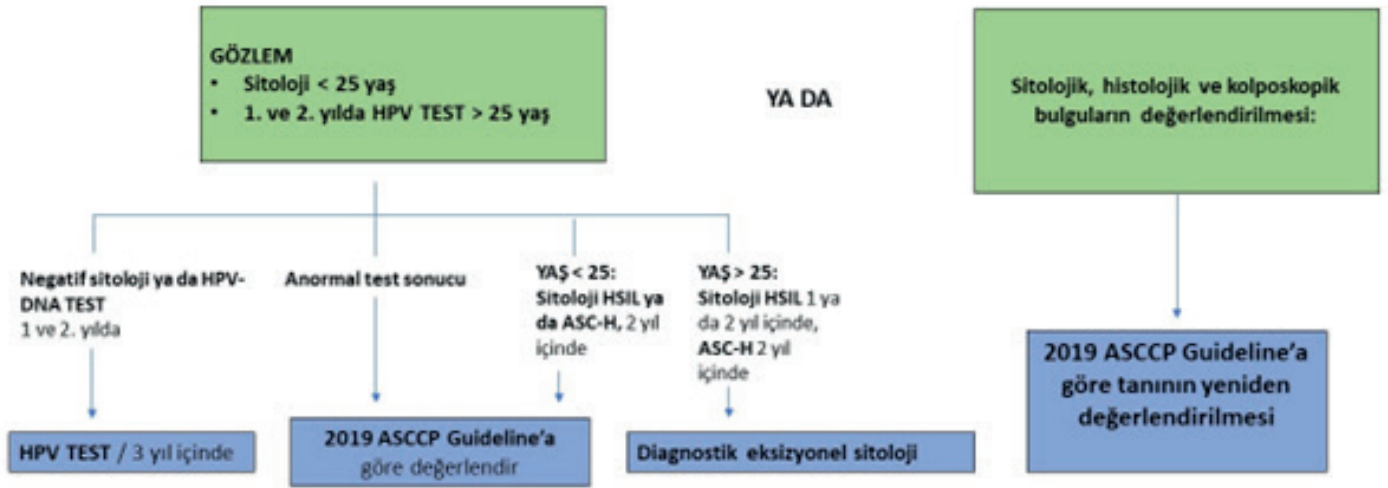 GÖZLEM
• Sitoloji < 25 yaş
• 1. ve 2. yılda HPV TEST > 25 yaş
YA DA
Sitolojik, histolojik ve kolposkopik
bulguların değerlendirilmesi:
Negatif sitoloji ya da HPV-
DNA TEST
1 ve 2. yılda
Anormal test sonucu
YAŞ < 25:
Sitoloji HSIL ya
da ASC-H, 2 yıl
içinde
YAŞ > 25:
Sitoloji HSIL 1 ya
da 2 yıl içinde,
ASC-H 2 yıl
içinde
HPV TEST / 3 yıl içinde
2019 ASCCP Guideline’a
göre değerlendir
Diagnostik eksizyonel sitoloji
2019 ASCCP Guideline’a
göre tanının yeniden
değerlendirilmesi